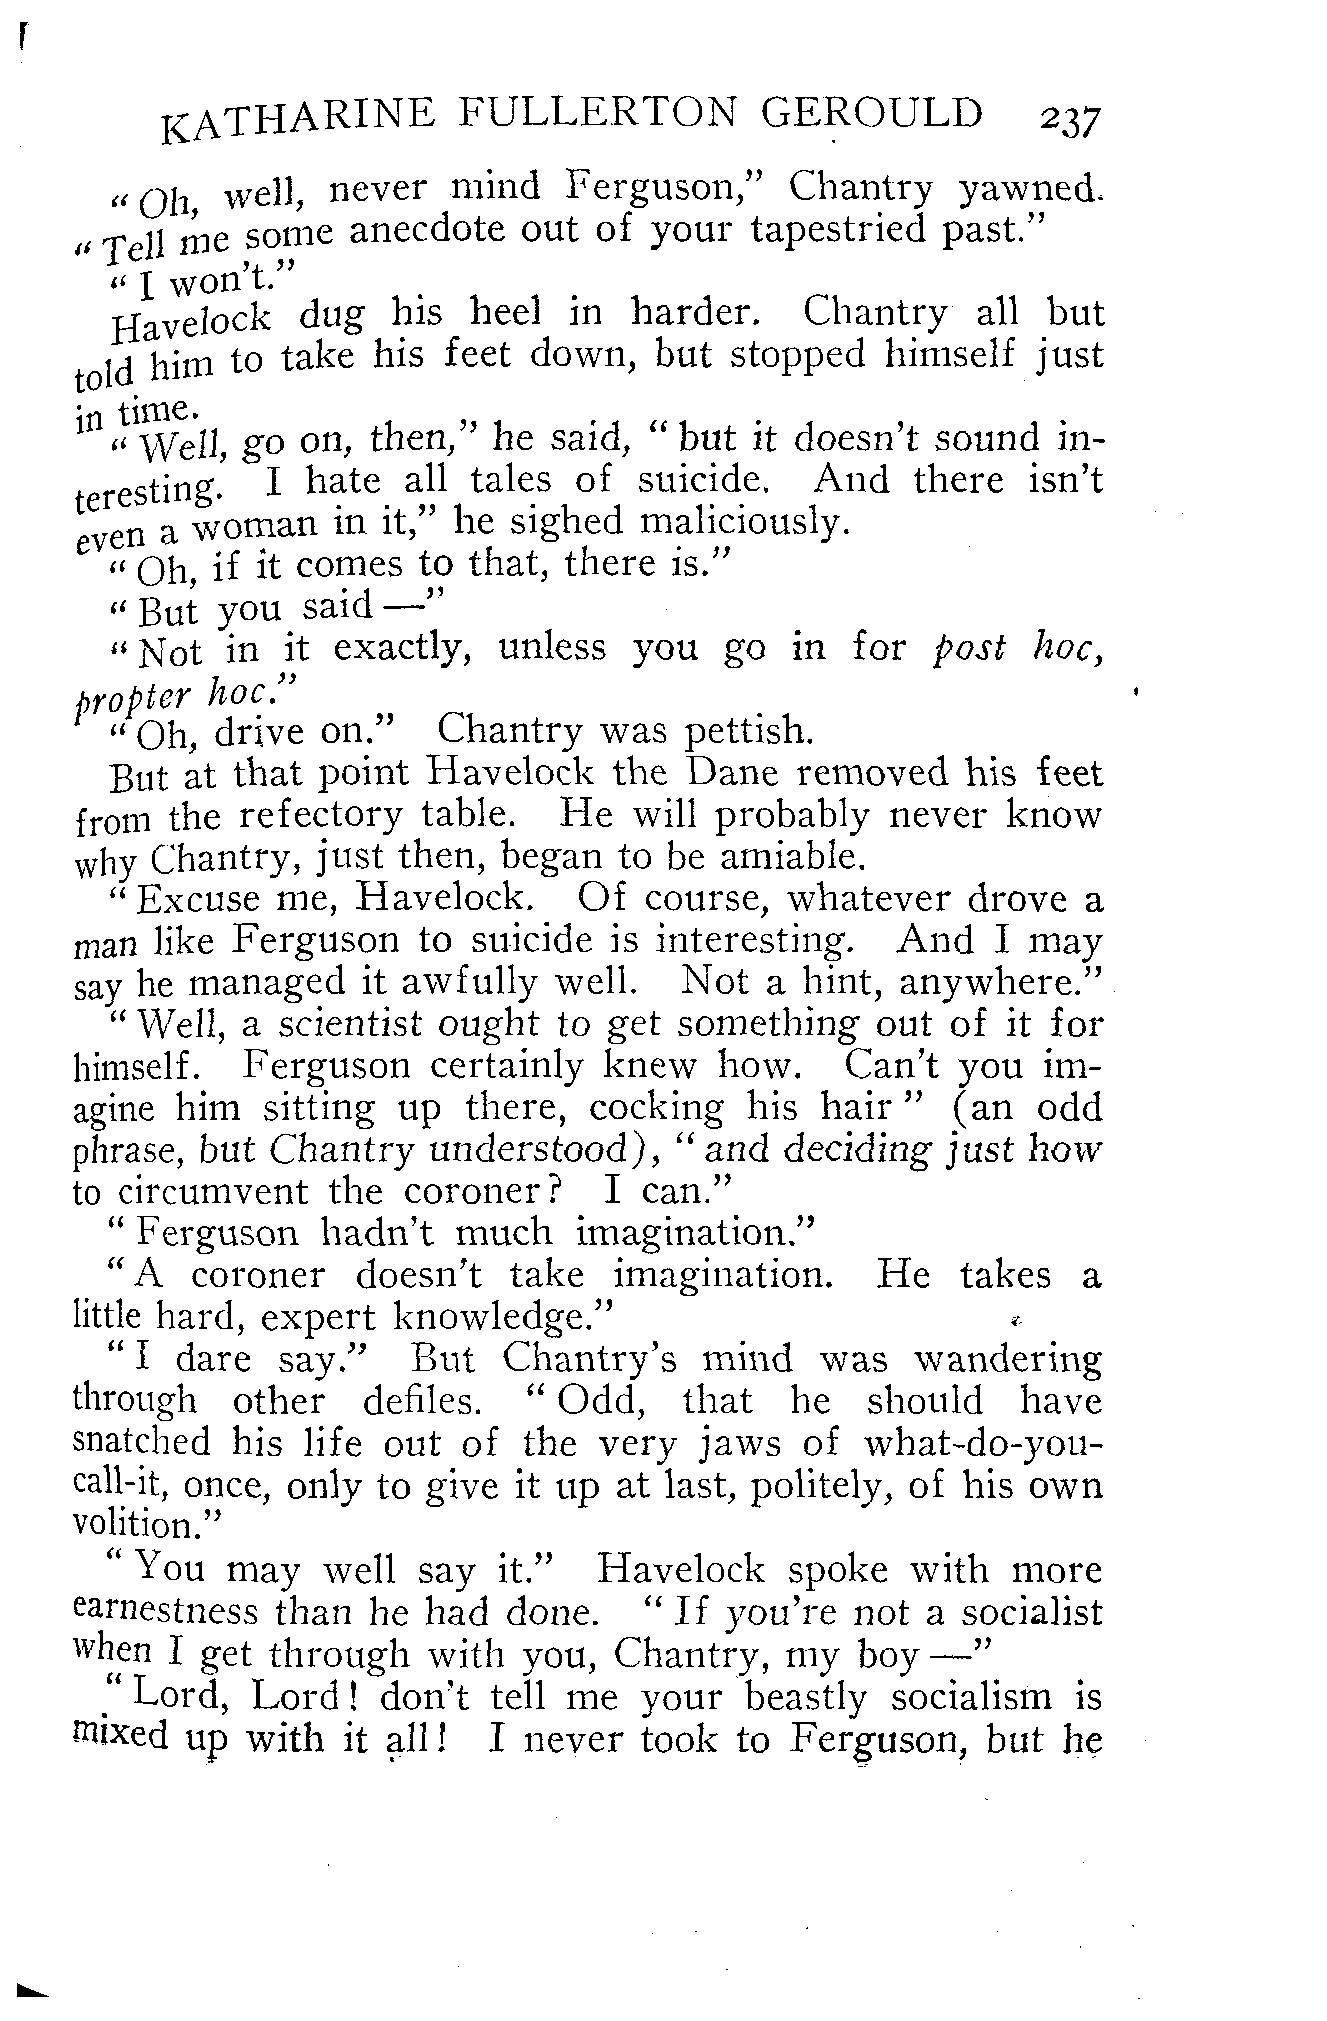 KATHARINE FULLERTON GEROULD 237
"Oh, well, never mind Ferguson," Chantry yawned.
"Tell me some anecdote out of your tapestried past."
"I won't."
Havelock dug his heel in harder. Chantry all but
told him to take his feet down, but stopped himself just
in time.
"Well, go on, then," he said, "but it doesn't sound in-
teresting. I hate all tales of suicide. And there isn't
even a woman in it," he sighed maliciously.
"Oh, if it comes to that, there is."
"But you said—"
"Not in it exactly, unless you go in for post hoc,
propter hoc."
"Oh, drive on." Chantry was pettish.
But at that point Havelock the Dane removed his feet
from the refectory table. He will probably never know
why Chantry, just then, began to be amiable.
"Excuse me, Havelock. Of course, whatever drove a
man like Ferguson to suicide is interesting. And I may
say he managed it awfully well. Not a hint, anywhere."
"Well, a scientist ought to get something out of it for
himself. Ferguson certainly knew how. Can't you im-
agine him sitting up there, cocking his hair" (an odd
phrase, but Chantry understood), "and deciding just how
to circumvent the coroner? I can."
"Ferguson hadn't much imagination."
"A coroner doesn't take imagination. He takes a
little hard, expert knowledge."
"I dare say." But Chantry's mind was wandering
through other defiles. "Odd, that he should have
snatched his life out of the very jaws of what-do-you-
call-it, once, only to give it up at last, politely, of his own
volition."
"You may well say it." Havelock spoke with more
earnestness than he had done. "If you're not a socialist
when I get through with you, Chantry, my boy—"
"Lord, Lord! don't tell me your beastly socialism is
mixed up with it all! I never took to Ferguson, but he